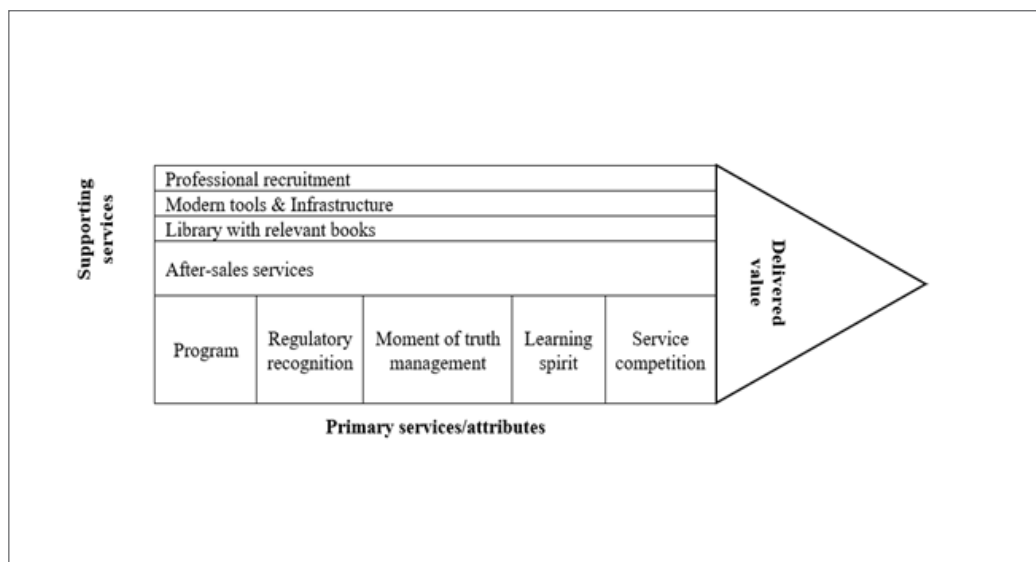 Supporting
services
Professional recruitment
Modern tools & Infrastructure
Library with relevant books
After-sales services
Program
Regulatory
recognition
Moment of truth
management
Learning
spirit
Service
competition
Delivered
value
Primary services/attributes